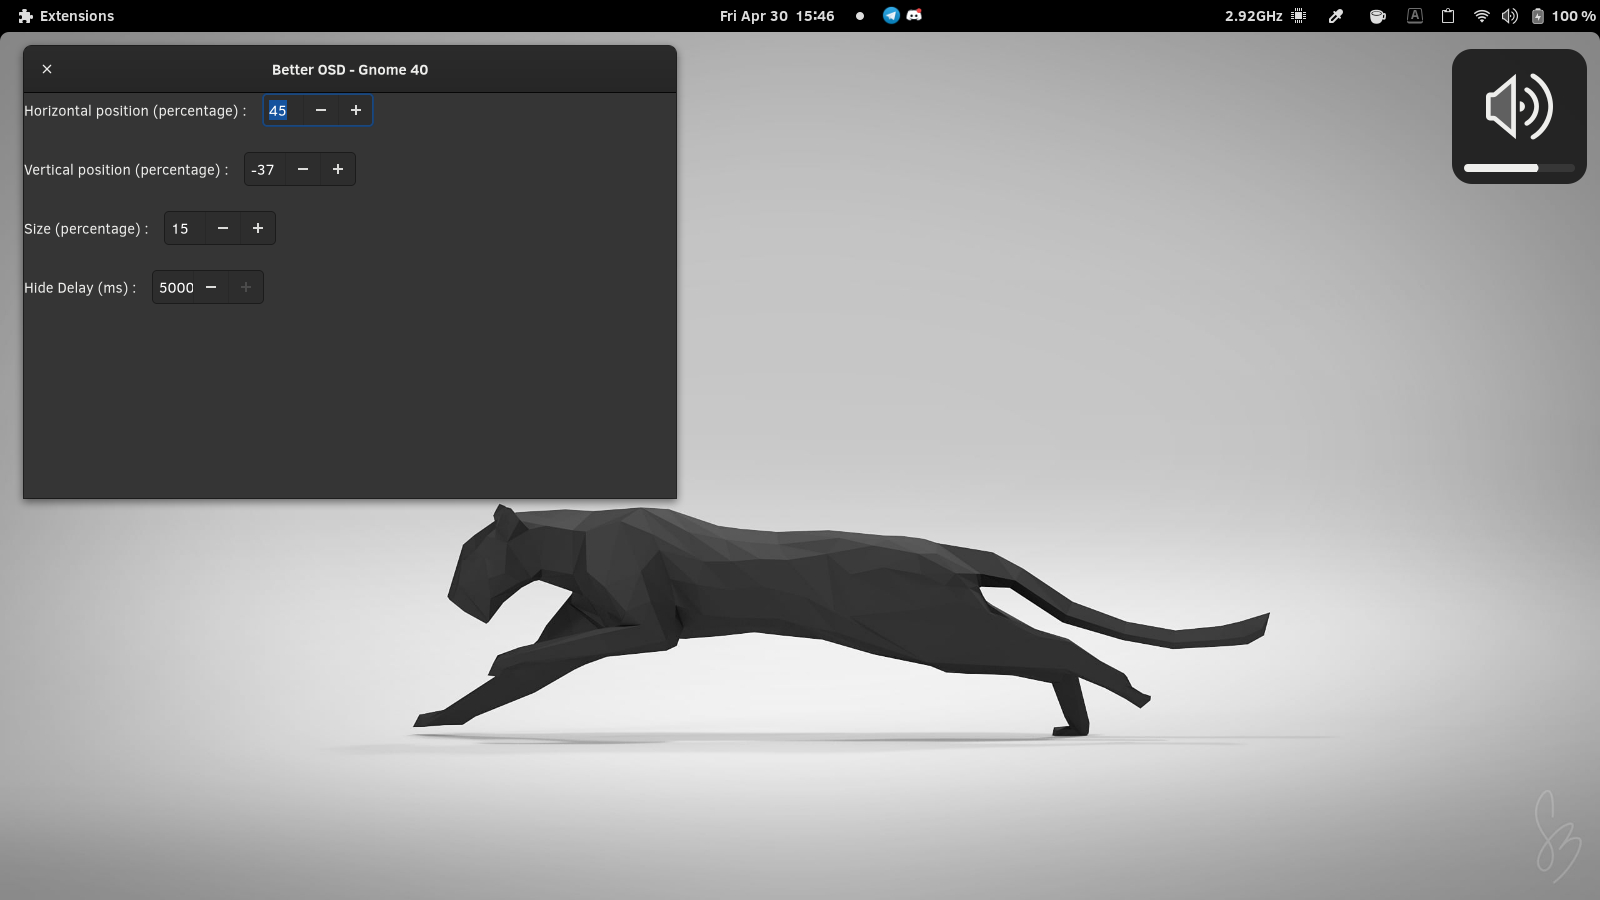 Extensions
Fri Apr 30 15:46
2.92GHz
A
100 %
Better OSD - Gnome 40
Horizontal position (percentage) : 45
Vertical position (percentage) : -37
Size (percentage) : 15
Hide Delay (ms) : 5000